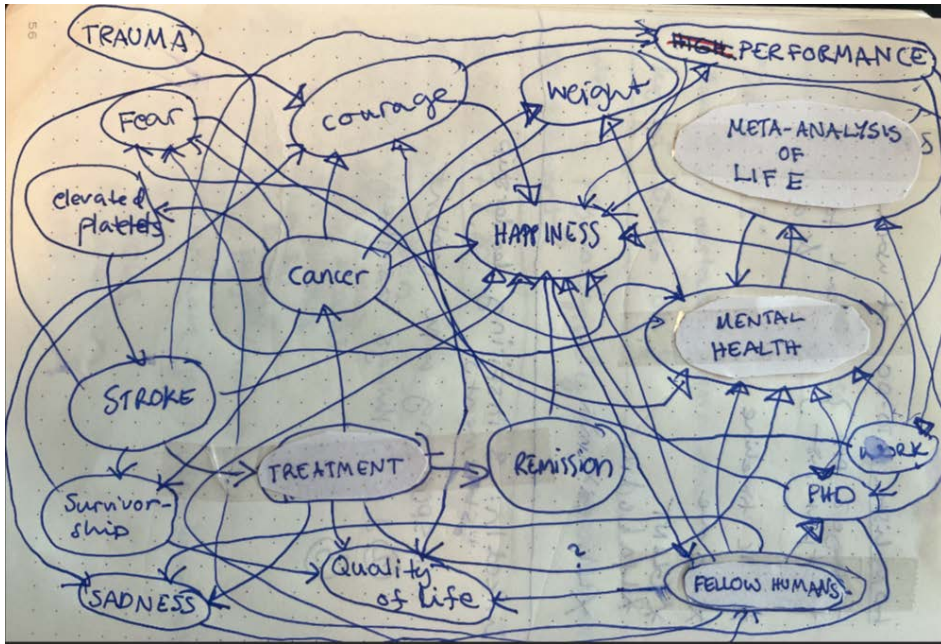 56
TRAUMA
HIGH PERFORMANCE
Fear
courage
Weight
META-ANALYSIS
OF
LIFE
elevated
platlets
Cancer
HAPPINESS
MENTAL
HEALTH
STROKE
TREATMENT
REMISSION
WORK
PHD
Survivor-
ship
Quality
of life
?
FELLOW HUMANS
SADNESS